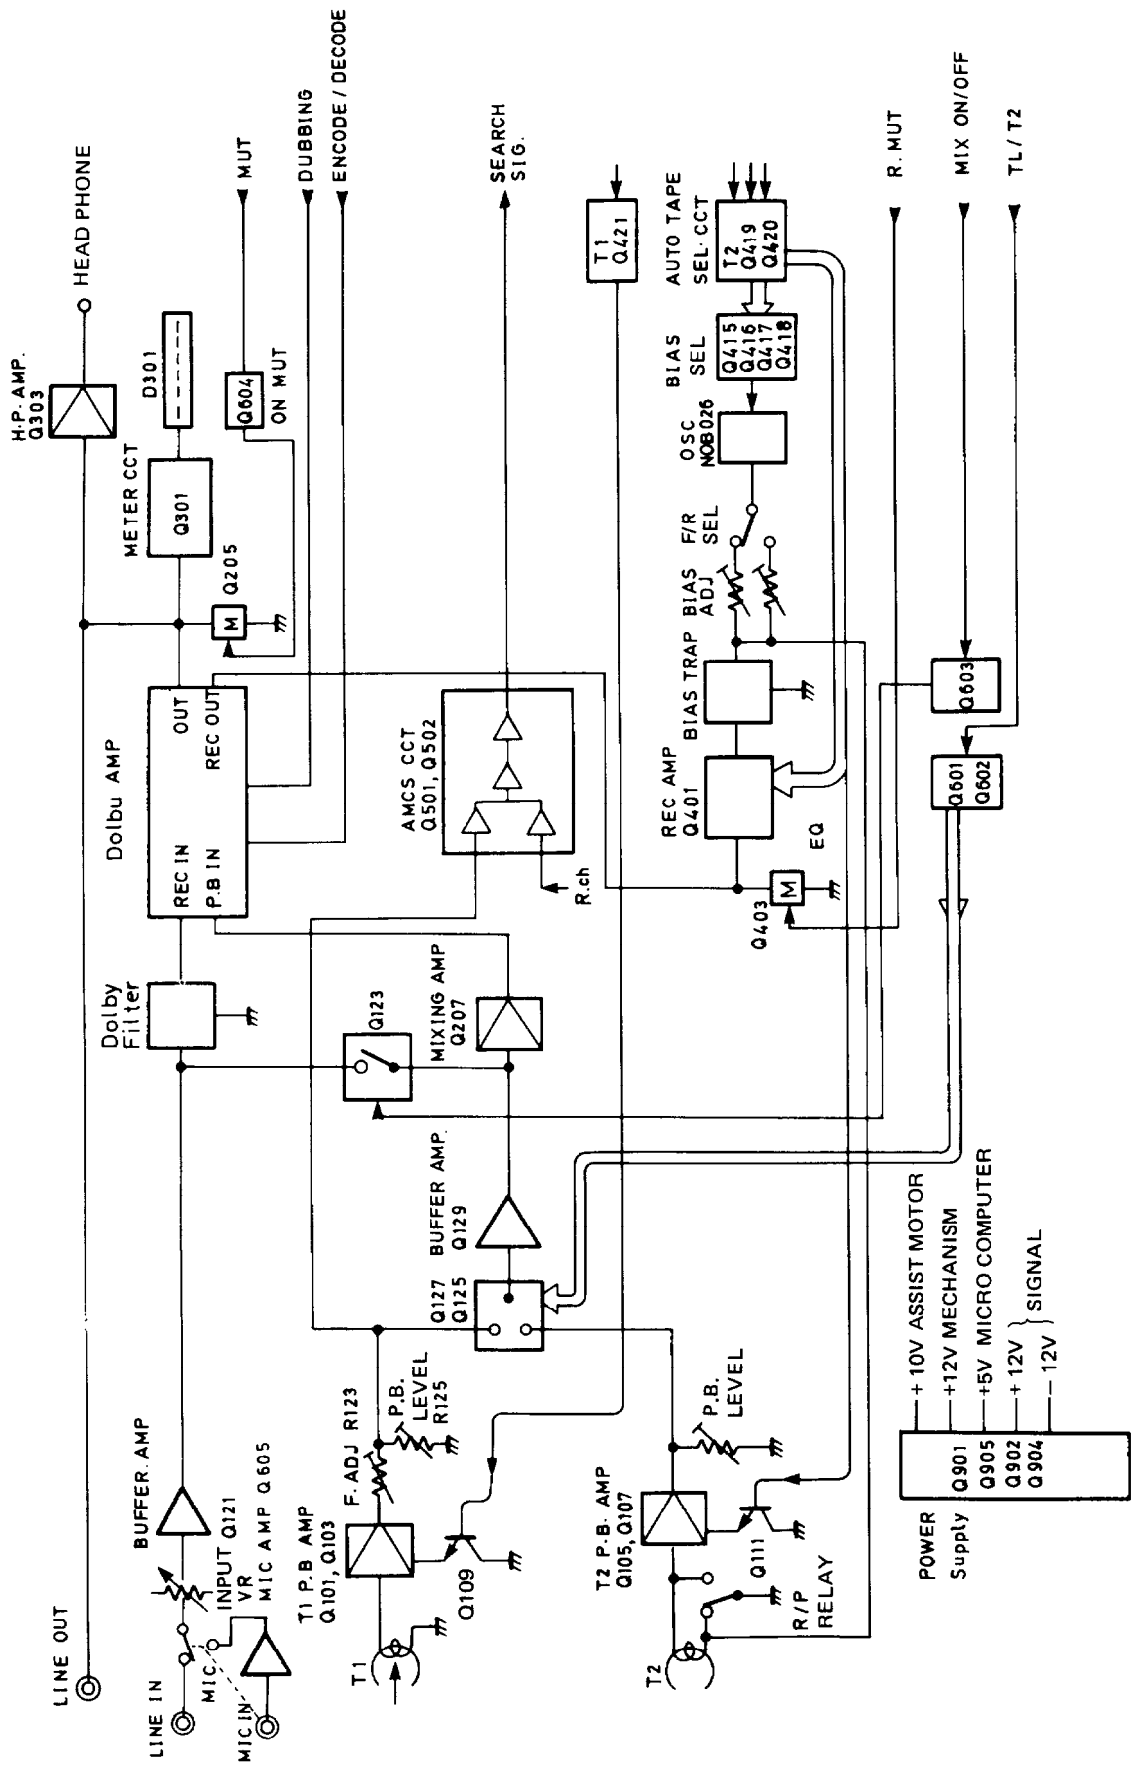 LINE OUT
H.P. AMP.
Q303
HEAD PHONE
LINE IN
MIC
MIC IN
INPUT
VR
MIC AMP Q605
BUFFER.AMP
Q121
Dolby
Filter
Dolbu AMP
REC IN
P.B IN
OUT
REC OUT
METER CCT
Q301
D301
M
Q205
Q604
ON MUT
MUT
DUBBING
ENCODE / DECODE
T1
T1 P.B AMP
Q101, Q103
F. ADJ R123
P.B.
LEVEL
R125
Q109
Q127
Q125
BUFFER AMP.
Q129
Q123
MIXING AMP
Q207
AMCS CCT
Q501, Q502
R.ch
SEARCH
SIG.
T1
Q421
T2
T2 P.B. AMP
Q105, Q107
P.B.
LEVEL
Q111
R/P
RELAY
Q403
M
EQ
REC AMP
Q401
BIAS TRAP
BIAS
ADJ
F/R
SEL
OSC
NOB026
BIAS
SEL
Q415
Q416
Q417
Q418
AUTO TAPE
SEL·CCT
T2
Q419
Q420
R.MUT
MIX ON/OFF
TL / T2
Q603
Q601
Q602
POWER
Supply
Q901
Q905
Q902
Q904
+ 10V ASSIST MOTOR
+12V MECHANISM
+5V MICRO COMPUTER
+ 12V
- 12V
SIGNAL